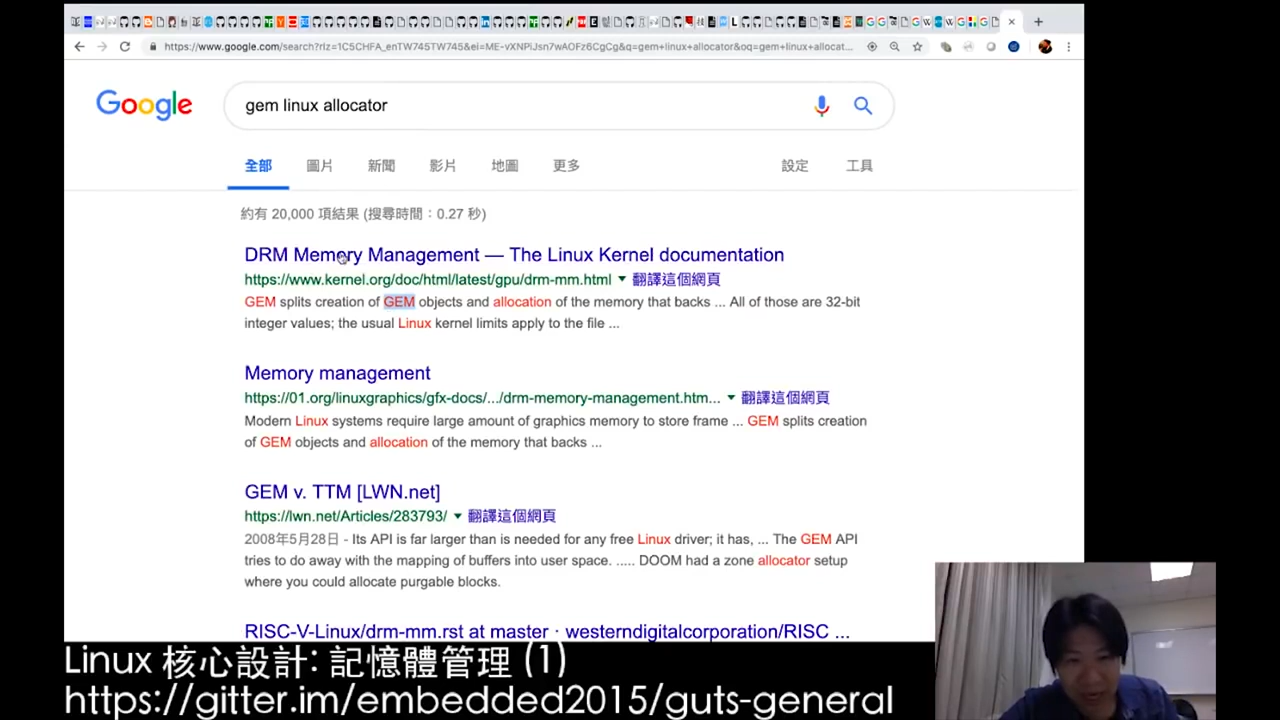 https://www.google.com/search?rlz=1C5CHFA_enTW745TW745&ei=ME-vXNPiJsn7wAOFz6CgCg&q=gem+linux+allocator&oq=gem+linux+allocat...
Google
gem linux allocator
全部 圖片 新聞 影片 地圖 更多 設定 工具
約有 20,000 項結果 (搜尋時間：0.27 秒)
DRM Memory Management — The Linux Kernel documentation
https://www.kernel.org/doc/html/latest/gpu/drm-mm.html ▼ 翻譯這個網頁
GEM splits creation of GEM objects and allocation of the memory that backs ... All of those are 32-bit
integer values; the usual Linux kernel limits apply to the file ...
Memory management
https://01.org/linuxgraphics/gfx-docs/.../drm-memory-management.htm... ▼ 翻譯這個網頁
Modern Linux systems require large amount of graphics memory to store frame ... GEM splits creation
of GEM objects and allocation of the memory that backs ...
GEM v. TTM [LWN.net]
https://lwn.net/Articles/283793/ ▼ 翻譯這個網頁
2008年5月28日 - Its API is far larger than is needed for any free Linux driver; it has, ... The GEM API
tries to do away with the mapping of buffers into user space. ..... DOOM had a zone allocator setup
where you could allocate purgable blocks.
RISC-V-Linux/drm-mm.rst at master · westerndigitalcorporation/RISC ...
Linux 核心設計: 記憶體管理 (1)
https://gitter.im/embedded2015/guts-general